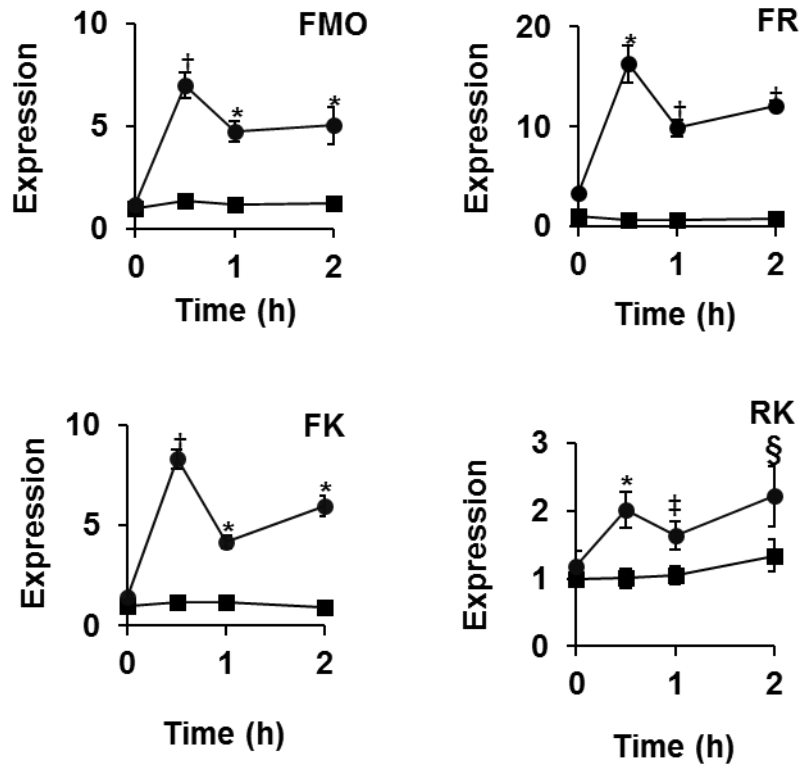 FMO
10
†
*
*
5
0
0 1 2
Expression
Time (h)
FR
20
*
†
†
10
0
0 1 2
Expression
Time (h)
FK
10
†
*
*
5
0
0 1 2
Expression
Time (h)
RK
3
§
*
‡
2
1
0
0 1 2
Expression
Time (h)